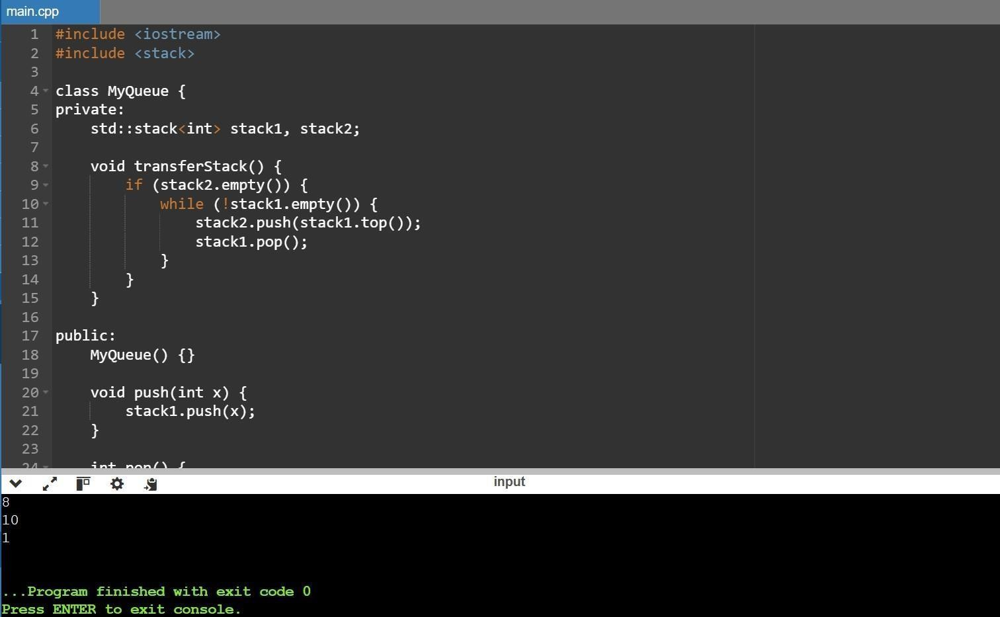 main.cpp
1 #include <iostream>
2 #include <stack>
3
4 class MyQueue {
5 private:
6     std::stack<int> stack1, stack2;
7
8     void transferStack() {
9         if (stack2.empty()) {
10             while (!stack1.empty()) {
11                 stack2.push(stack1.top());
12                 stack1.pop();
13             }
14         }
15     }
16
17 public:
18     MyQueue() {}
19
20     void push(int x) {
21         stack1.push(x);
22     }
23
24     int pop() {
input
8
10
1
...Program finished with exit code 0
Press ENTER to exit console.